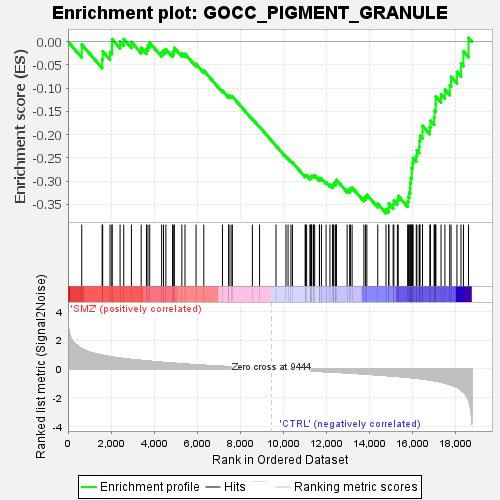 Enrichment plot: GOCC_PIGMENT_GRANULE
Enrichment score (ES)
0.00
-0.05
-0.10
-0.15
-0.20
-0.25
-0.30
-0.35
'SMZ' (positively correlated)
Ranked list metric (Signal2Noise)
4
2
0
-2
-4
Zero cross at 9444
'CTRL' (negatively correlated)
0
2,000
4,000
6,000
8,000
10,000
12,000
14,000
16,000
18,000
Rank in Ordered Dataset
Enrichment profile
Hits
Ranking metric scores